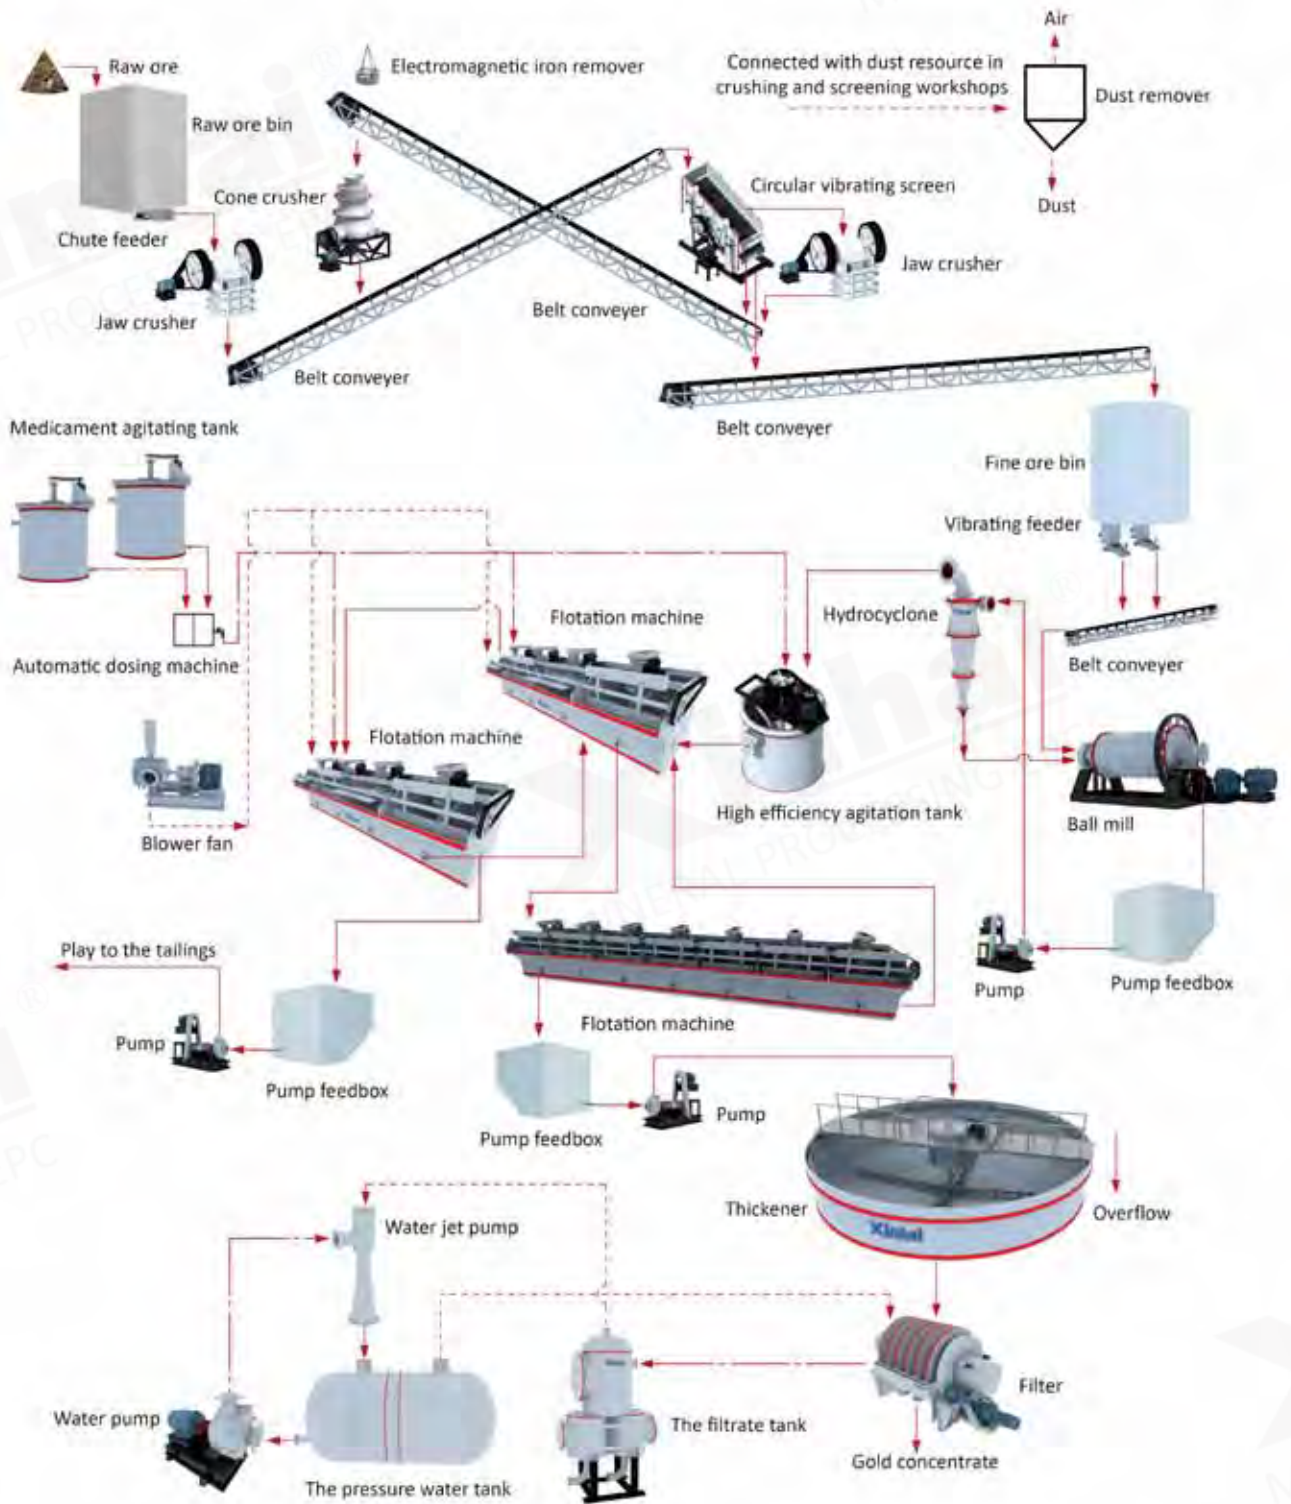 Air
Raw ore
Electromagnetic iron remover
Connected with dust resource in
crushing and screening workshops
Dust remover
Raw ore bin
Cone crusher
Circular vibrating screen
Dust
Chute feeder
Jaw crusher
Jaw crusher
Belt conveyer
Belt conveyer
Belt conveyer
Medicament agitating tank
Fine ore bin
Vibrating feeder
Flotation machine
Hydrocyclone
Automatic dosing machine
Belt conveyer
Flotation machine
High efficiency agitation tank
Ball mill
Blower fan
Play to the tailings
Pump
Pump feedbox
Flotation machine
Pump
Pump feedbox
Pump
Pump feedbox
Thickener
Xinhai
Overflow
Water jet pump
Filter
Water pump
The filtrate tank
Gold concentrate
The pressure water tank
Xinhai
MINERAL PROCESSING
EPC